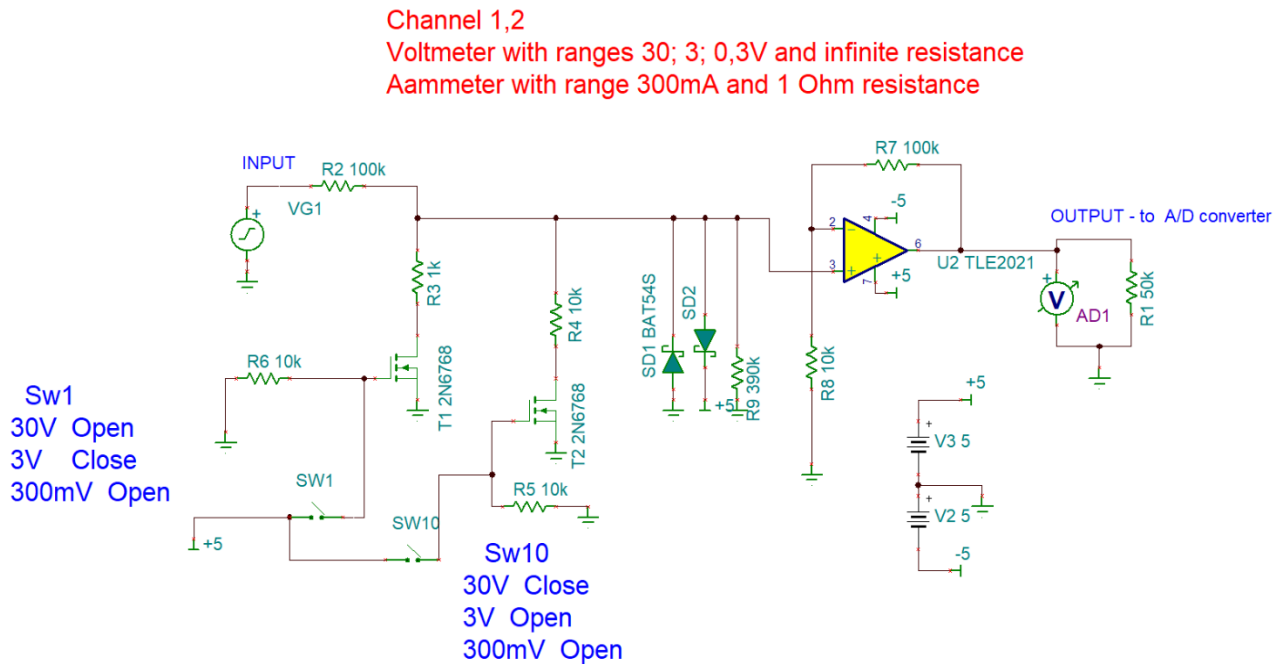 Channel 1,2
Voltmeter with ranges 30; 3; 0,3V and infinite resistance
Aammeter with range 300mA and 1 Ohm resistance
INPUT
R2 100k
VG1
+
R3 1k
R4 10k
R6 10k
T1 2N6768
T2 2N6768
R5 10k
SW1
SW10
+5
Sw1
30V Open
3V Close
300mV Open
Sw10
30V Close
3V Open
300mV Open
SD1 BAT54S
SD2
+5
R9 390k
R7 100k
R8 10k
-5
2
3
4
6
7
-
+
+
+5
U2 TLE2021
OUTPUT - to A/D converter
+
V
AD1
R1 50k
+5
+
V3 5
+
V2 5
-5